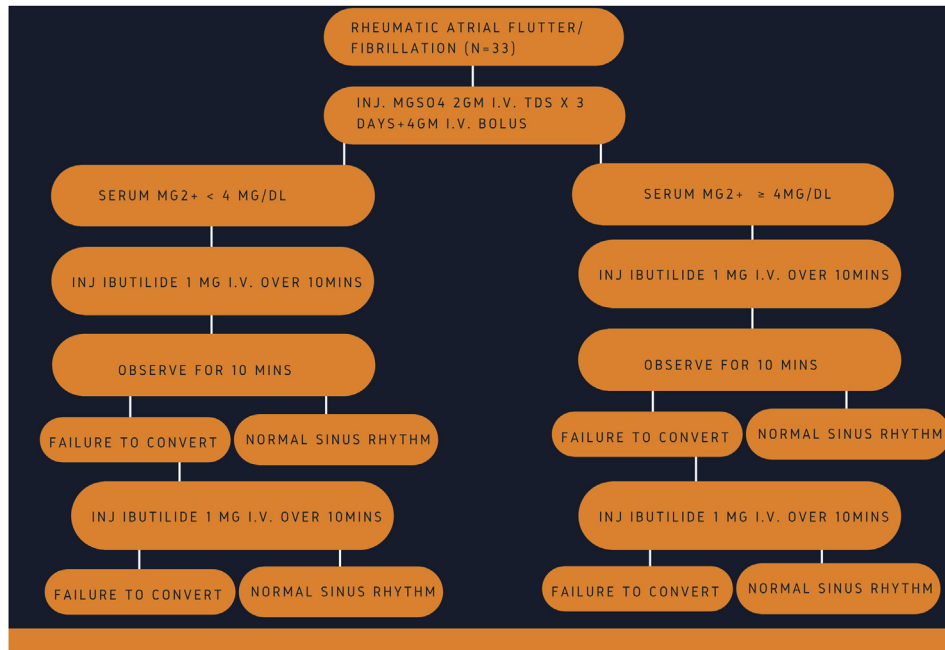 RHEUMATIC ATRIAL FLUTTER/
FIBRILLATION (N=33)
INJ. MGSO4 2GM I.V. TDS X 3
DAYS+4GM I.V. BOLUS
SERUM MG2+ < 4 MG/DL
SERUM MG2+ ≥ 4MG/DL
INJ IBUTILIDE 1 MG I.V. OVER 10MINS
INJ IBUTILIDE 1 MG I.V. OVER 10MINS
OBSERVE FOR 10 MINS
OBSERVE FOR 10 MINS
FAILURE TO CONVERT
NORMAL SINUS RHYTHM
FAILURE TO CONVERT
NORMAL SINUS RHYTHM
INJ IBUTILIDE 1 MG I.V. OVER 10MINS
INJ IBUTILIDE 1 MG I.V. OVER 10MINS
FAILURE TO CONVERT
NORMAL SINUS RHYTHM
FAILURE TO CONVERT
NORMAL SINUS RHYTHM